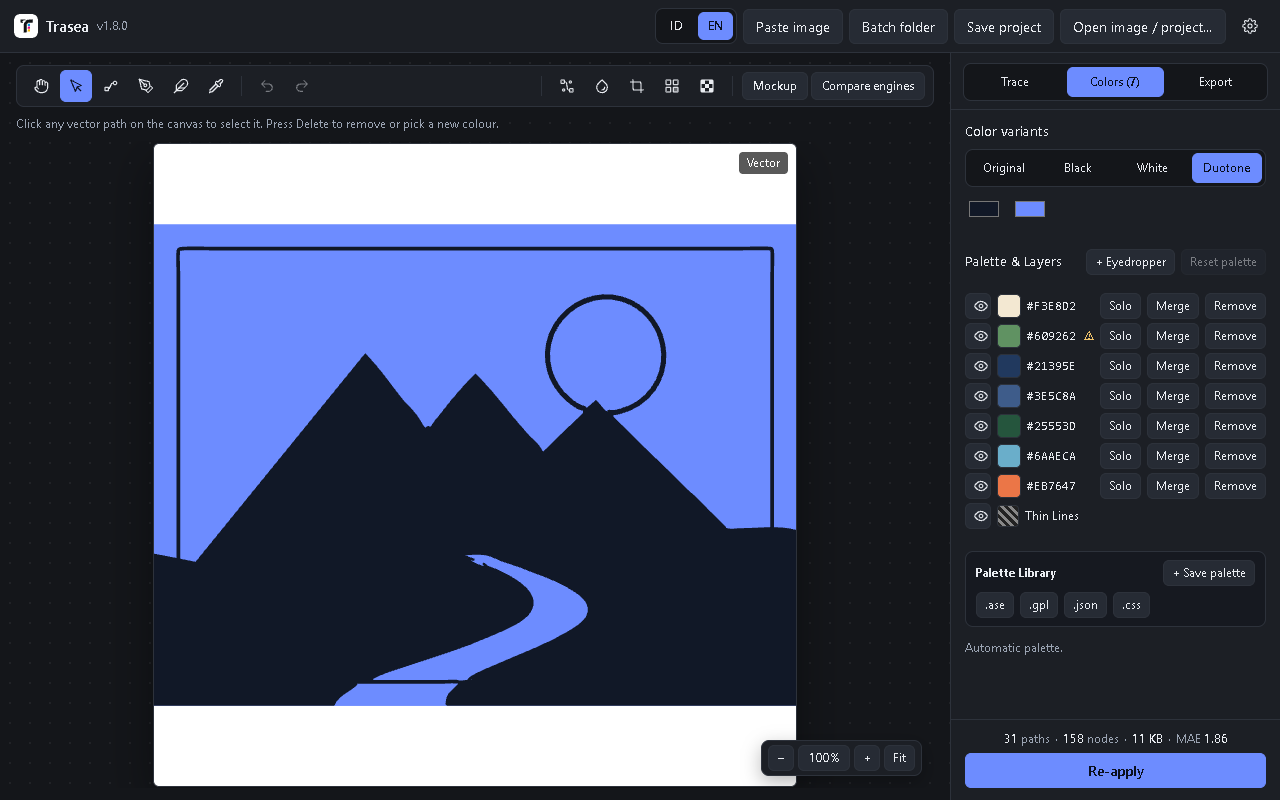 Trasea v1.8.0
ID EN Paste image Batch folder Save project Open image / project...
Mockup Compare engines
Click any vector path on the canvas to select it. Press Delete to remove or pick a new colour.
Vector
− 100% + Fit
Trace Colors (7) Export
Color variants
Original Black White Duotone
Palette & Layers + Eyedropper Reset palette
#F3E8D2 Solo Merge Remove
#609262 Solo Merge Remove
#21395E Solo Merge Remove
#3E5C8A Solo Merge Remove
#25553D Solo Merge Remove
#6AAECA Solo Merge Remove
#EB7647 Solo Merge Remove
Thin Lines
Palette Library + Save palette
.ase .gpl .json .css
Automatic palette.
31 paths · 158 nodes · 11 KB · MAE 1.86
Re-apply